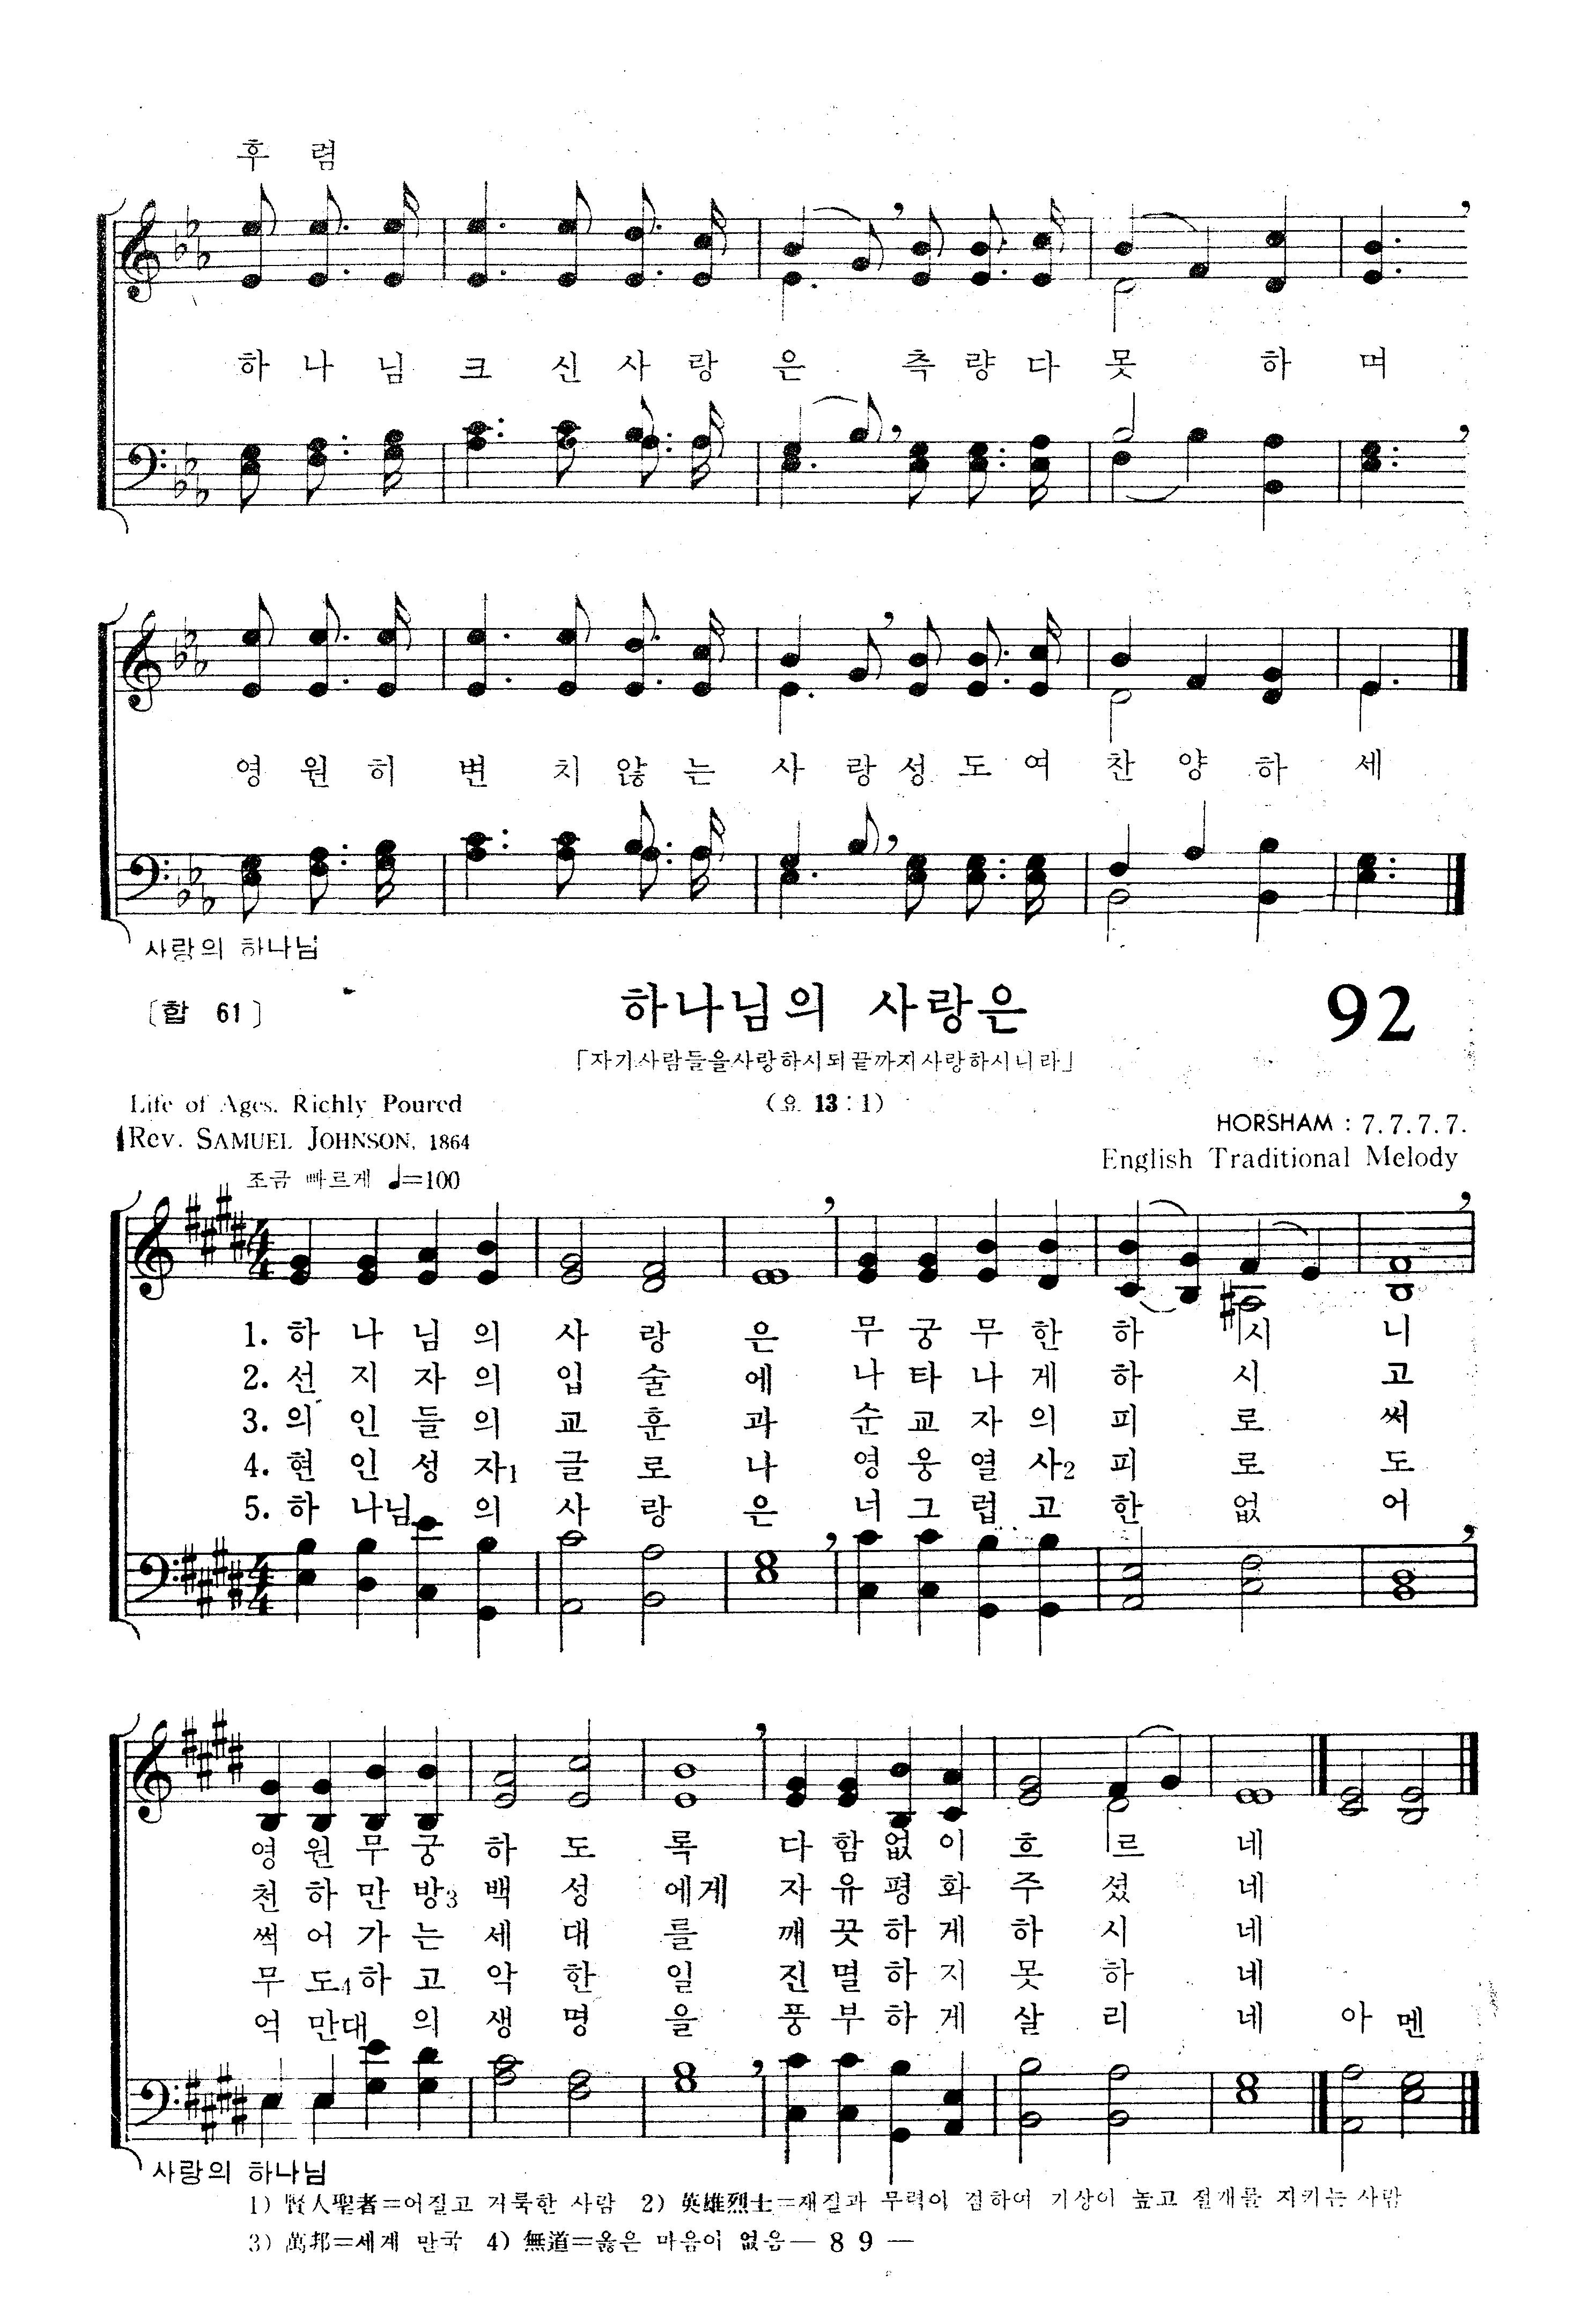 후 렴
하 나 님 크 신 사 랑 은 측 량 다 못 하 며
영 원 히 변 치 않 는 사 랑 성 도 여 찬 양 하 세
사랑의 하나님
〔합 61〕 하나님의 사랑은 92
「자기사람들을사랑하시되끝까지사랑하시니라」
(요 13:1)
Life of Ages, Richly Poured
Rev. SAMUEL JOHNSON, 1864
HORSHAM : 7. 7. 7. 7.
English Traditional Melody
조금 빠르게 ♩=100
1. 하 나 님 의 사 랑 은 무 궁 무 한 하 시 니
2. 선 지 자 의 입 술 에 나 타 나 게 하 시 고
3. 의 인 들 의 교 훈 과 순 교 자 의 피 로 써
4. 현 인 성 자1 글 로 나 영 웅 열 사2 피 로 도
5. 하 나님 의 사 랑 은 너 그 럽 고 한 없 어
영 원 무 궁 하 도 록 다 함 없 이 흐 르 네
천 하 만 방3 백 성 에게 자 유 평 화 주 셨 네
썩 어 가 는 세 대 를 깨 끗 하 게 하 시 네
무 도4 하 고 악 한 일 진 멸 하 지 못 하 네
억 만대 의 생 명 을 풍 부 하 게 살 리 네 아 멘
사랑의 하나님
1) 賢人聖者=어질고 거룩한 사람 2) 英雄烈士=재질과 무력이 겸하여 기상이 높고 절개를 지키는 사람
3) 萬邦=세계 만국 4) 無道=옳은 마음이 없음 — 8 9 —